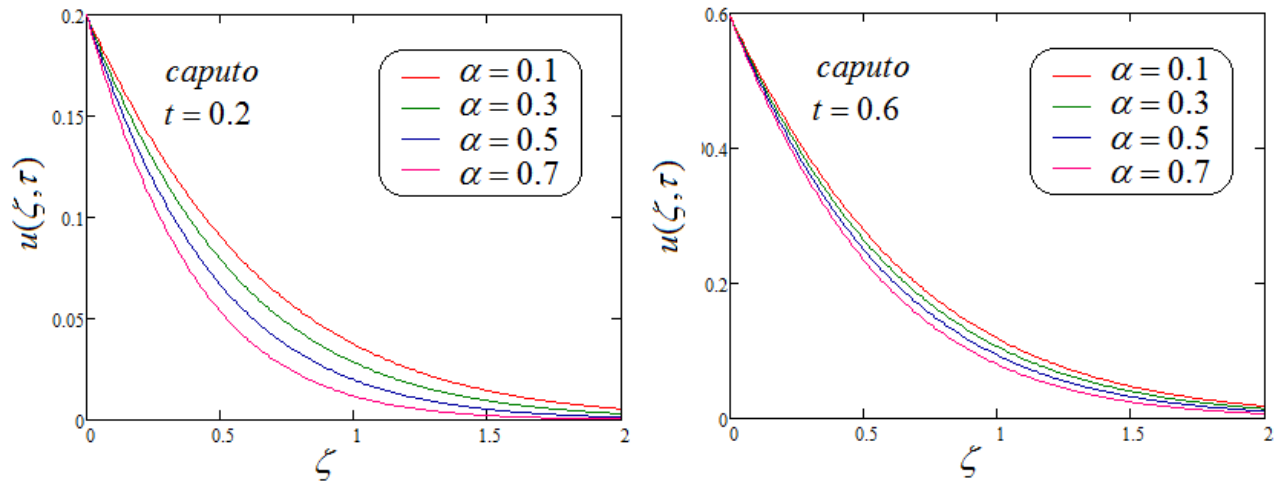 0.2
0.15
0.1
0.05
0
u(ζ,τ)
caputo
t = 0.2
α = 0.1
α = 0.3
α = 0.5
α = 0.7
0
0.5
1
1.5
2
ζ
0.6
0.4
0.2
0
u(ζ,τ)
caputo
t = 0.6
α = 0.1
α = 0.3
α = 0.5
α = 0.7
0
0.5
1
1.5
2
ζ